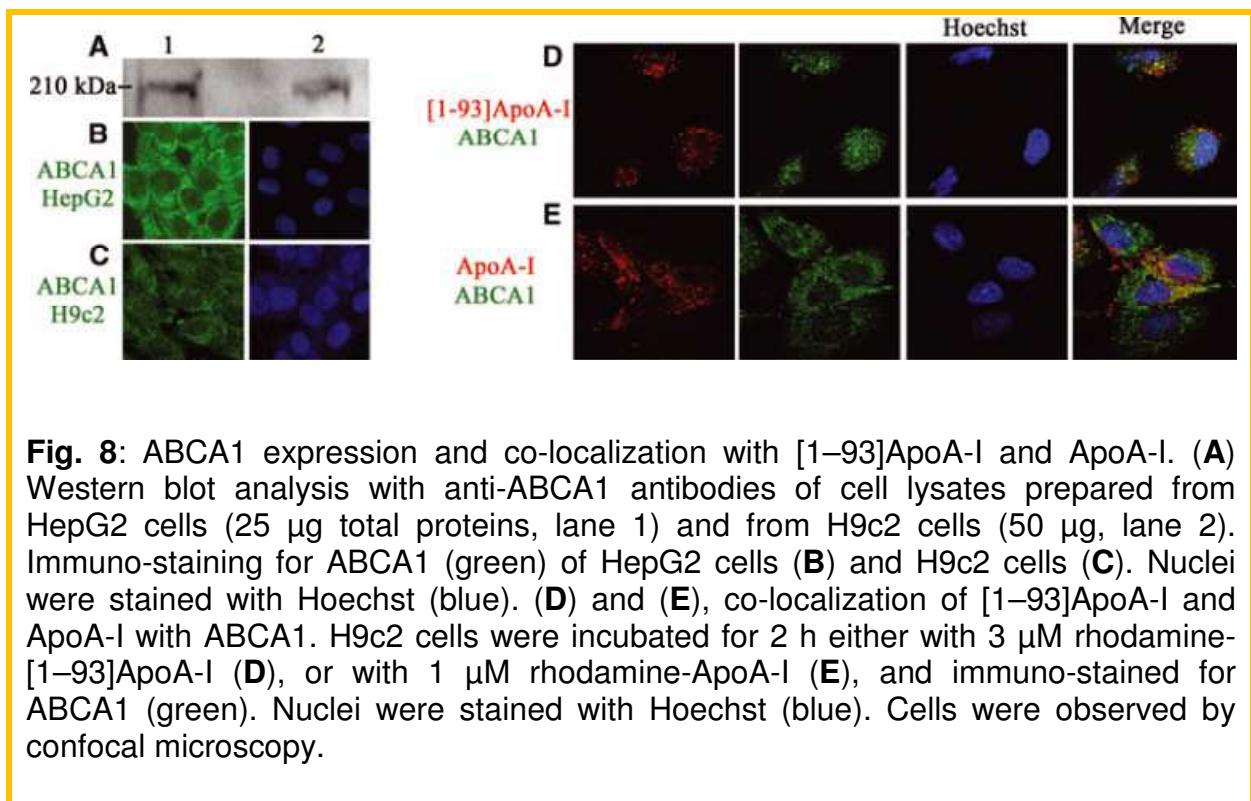 A
1
2
210 kDa
B
ABCA1
HepG2
C
ABCA1
H9c2
Hoechst
Merge
D
[1-93]ApoA-I
ABCA1
E
ApoA-I
ABCA1
Fig. 8: ABCA1 expression and co-localization with [1–93]ApoA-I and ApoA-I. (A)
Western blot analysis with anti-ABCA1 antibodies of cell lysates prepared from
HepG2 cells (25 µg total proteins, lane 1) and from H9c2 cells (50 µg, lane 2).
Immuno-staining for ABCA1 (green) of HepG2 cells (B) and H9c2 cells (C). Nuclei
were stained with Hoechst (blue). (D) and (E), co-localization of [1–93]ApoA-I and
ApoA-I with ABCA1. H9c2 cells were incubated for 2 h either with 3 µM rhodamine-
[1–93]ApoA-I (D), or with 1 µM rhodamine-ApoA-I (E), and immuno-stained for
ABCA1 (green). Nuclei were stained with Hoechst (blue). Cells were observed by
confocal microscopy.